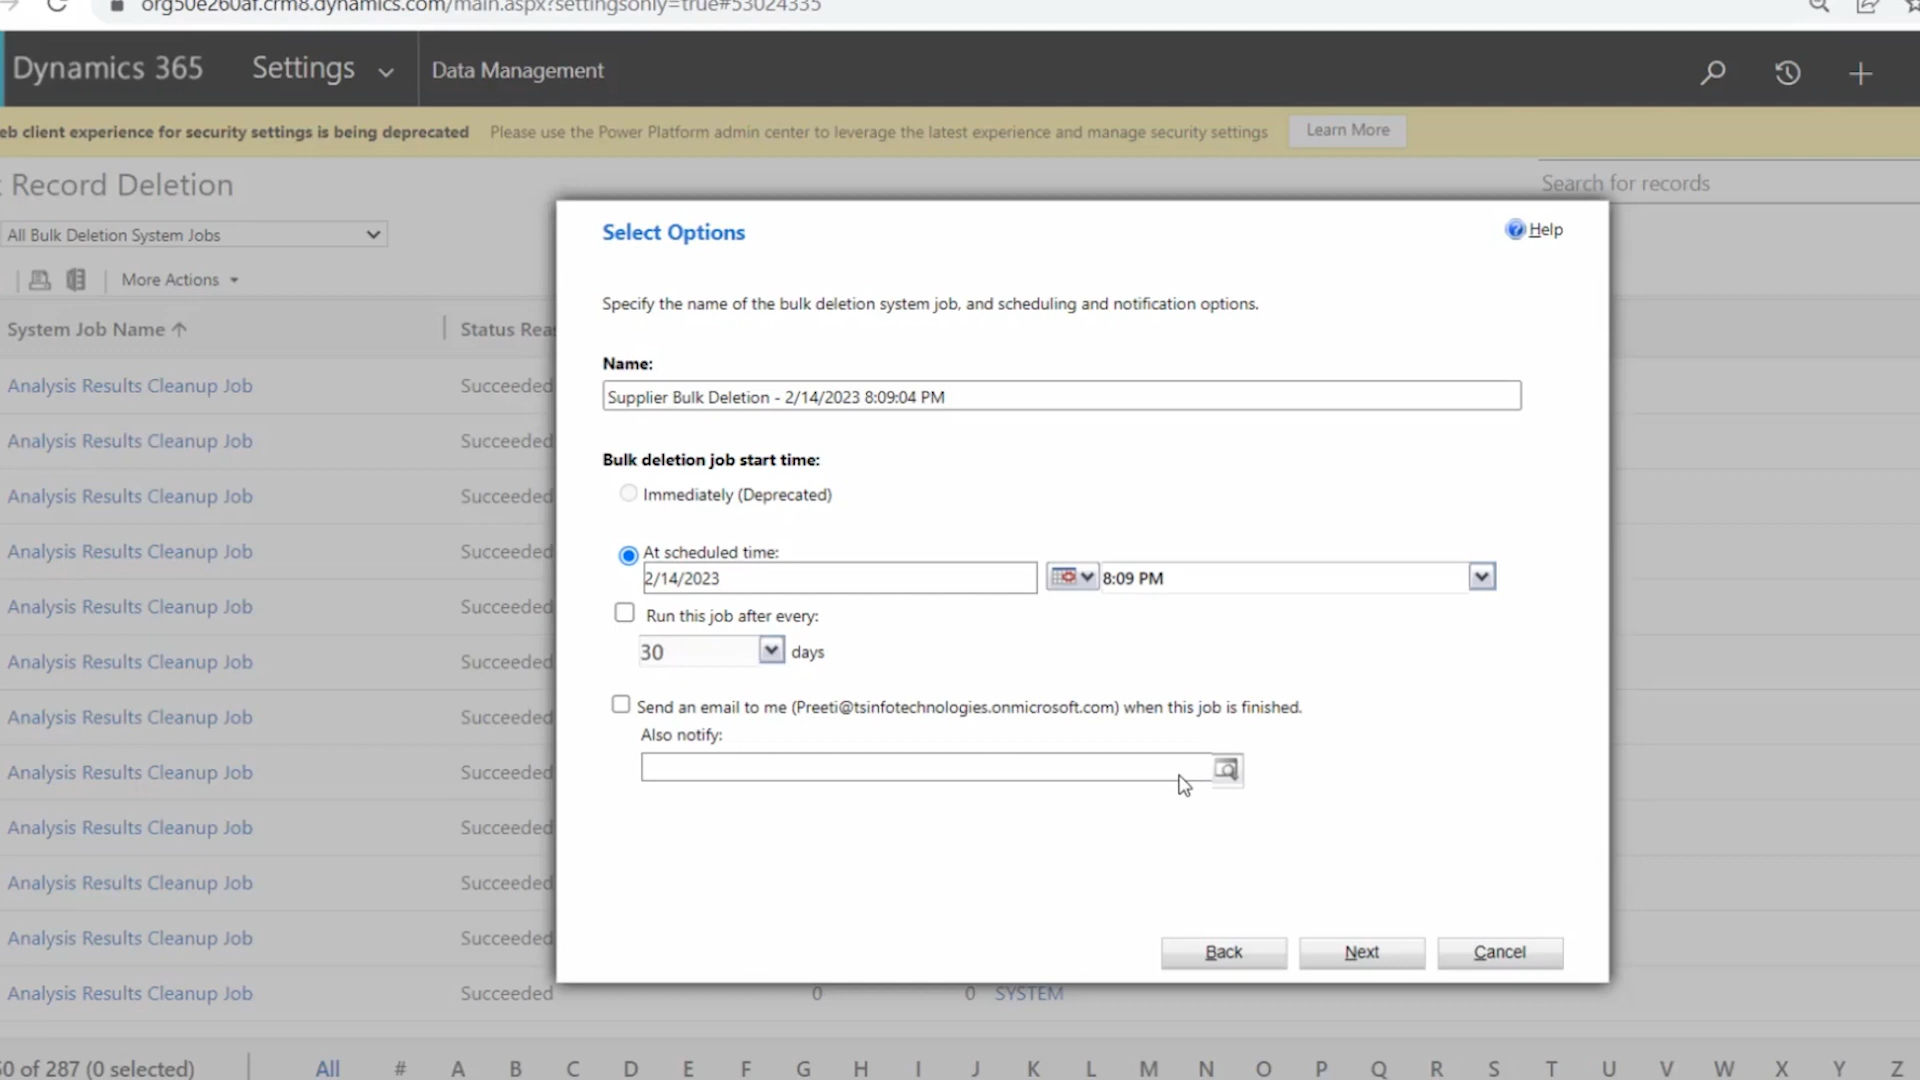 org50e260af.crm8.dynamics.com/main.aspx?settingsonly=true#53024335
Dynamics 365 Settings Data Management
eb client experience for security settings is being deprecated Please use the Power Platform admin center to leverage the latest experience and manage security settings Learn More
Record Deletion
Search for records
All Bulk Deletion System Jobs
More Actions
System Job Name Status Reas
Analysis Results Cleanup Job Succeeded
Analysis Results Cleanup Job Succeeded
Analysis Results Cleanup Job Succeeded
Analysis Results Cleanup Job Succeeded
Analysis Results Cleanup Job Succeeded
Analysis Results Cleanup Job Succeeded
Analysis Results Cleanup Job Succeeded
Analysis Results Cleanup Job Succeeded
Analysis Results Cleanup Job Succeeded
Analysis Results Cleanup Job Succeeded
Analysis Results Cleanup Job Succeeded
Analysis Results Cleanup Job Succeeded 0 0 SYSTEM
50 of 287 (0 selected) All # A B C D E F G H I J K L M N O P Q R S T U V W X Y Z
Select Options
Help
Specify the name of the bulk deletion system job, and scheduling and notification options.
Name:
Supplier Bulk Deletion - 2/14/2023 8:09:04 PM
Bulk deletion job start time:
Immediately (Deprecated)
At scheduled time:
2/14/2023 8:09 PM
Run this job after every:
30 days
Send an email to me (Preeti@tsinfotechnologies.onmicrosoft.com) when this job is finished.
Also notify:
Back Next Cancel